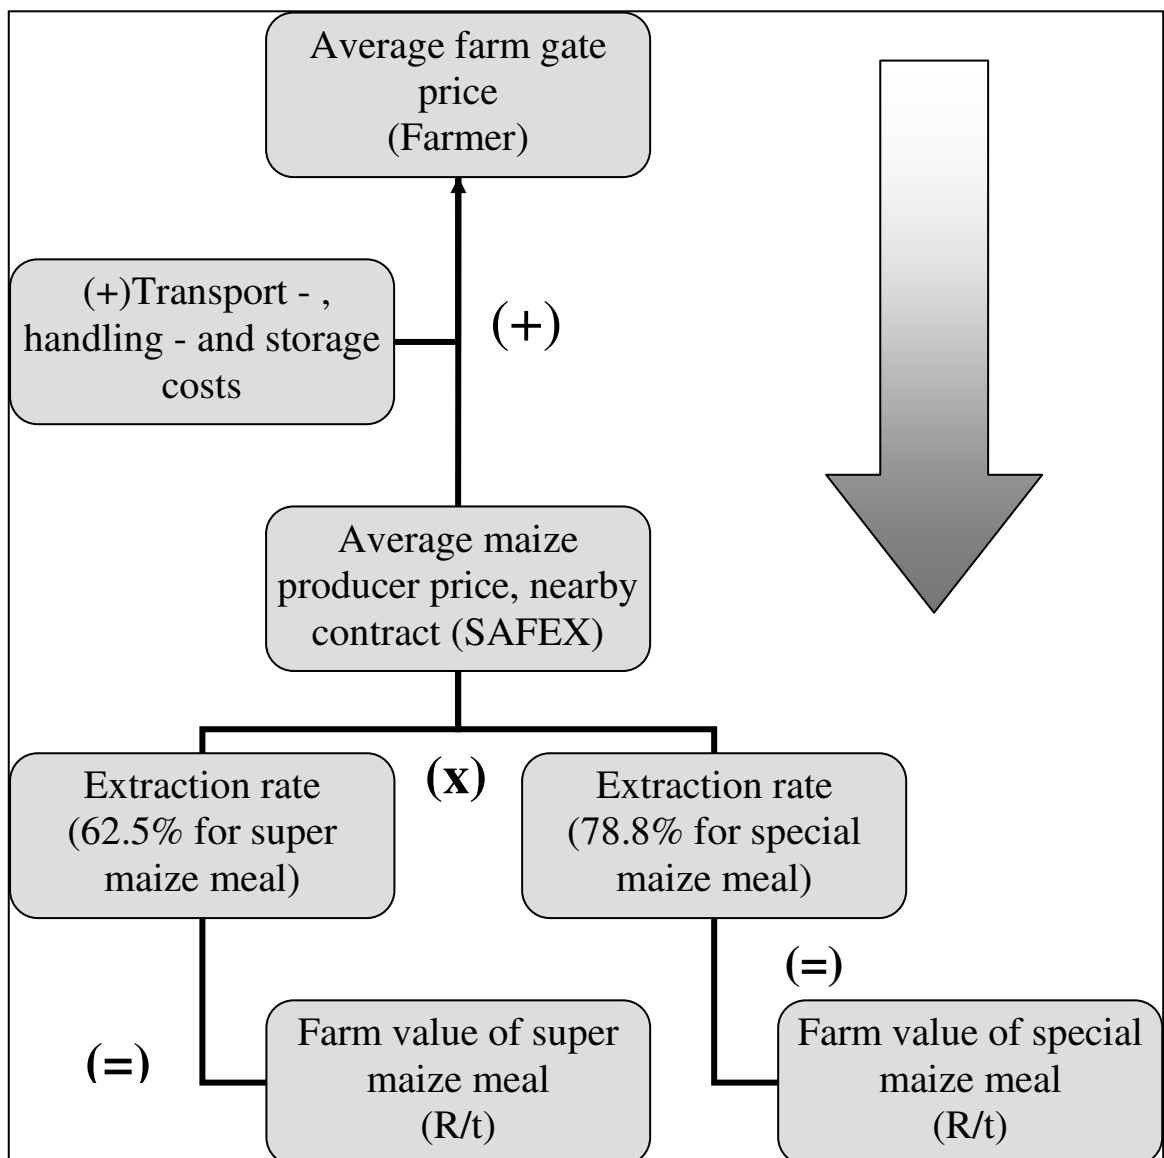 Average farm gate
price
(Farmer)
(+)Transport - ,
handling - and storage
costs
(+)
Average maize
producer price, nearby
contract (SAFEX)
(x)
Extraction rate
(62.5% for super
maize meal)
Extraction rate
(78.8% for special
maize meal)
(=)
(=)
Farm value of super
maize meal
(R/t)
Farm value of special
maize meal
(R/t)